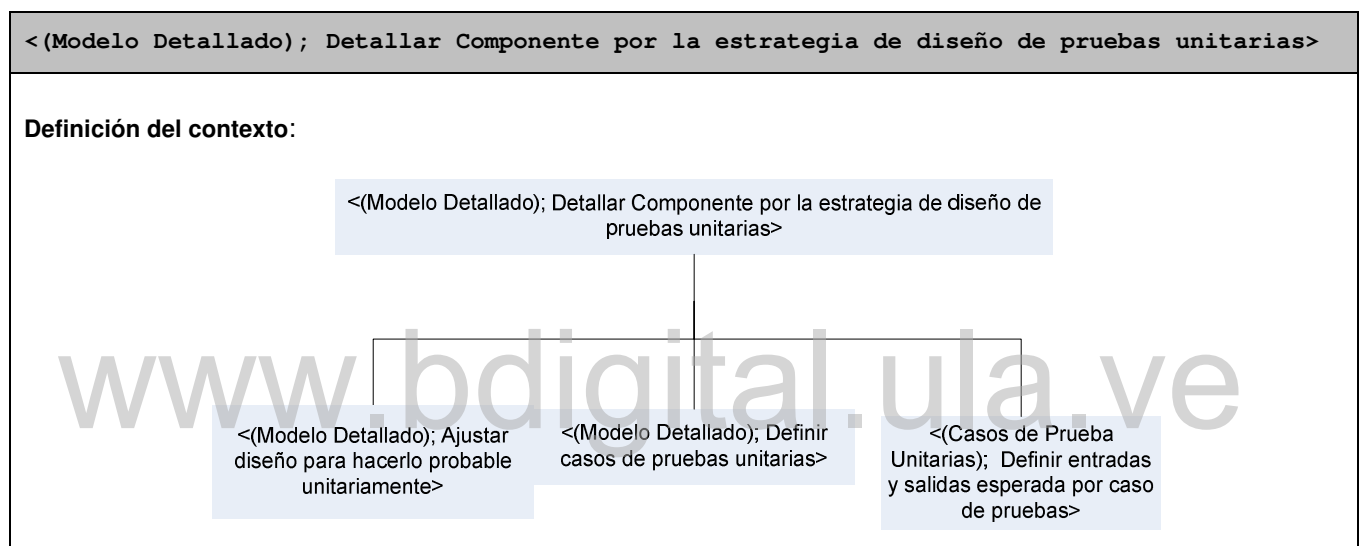 <(Modelo Detallado); Detallar Componente por la estrategia de diseño de pruebas unitarias>
Definición del contexto:
<(Modelo Detallado); Detallar Componente por la estrategia de diseño de
pruebas unitarias>
www.bdigital.ula.ve
<(Modelo Detallado); Ajustar
diseño para hacerlo probable
unitariamente>
<(Modelo Detallado); Definir
casos de pruebas unitarias>
<(Casos de Prueba
Unitarias); Definir entradas
y salidas esperada por caso
de pruebas>